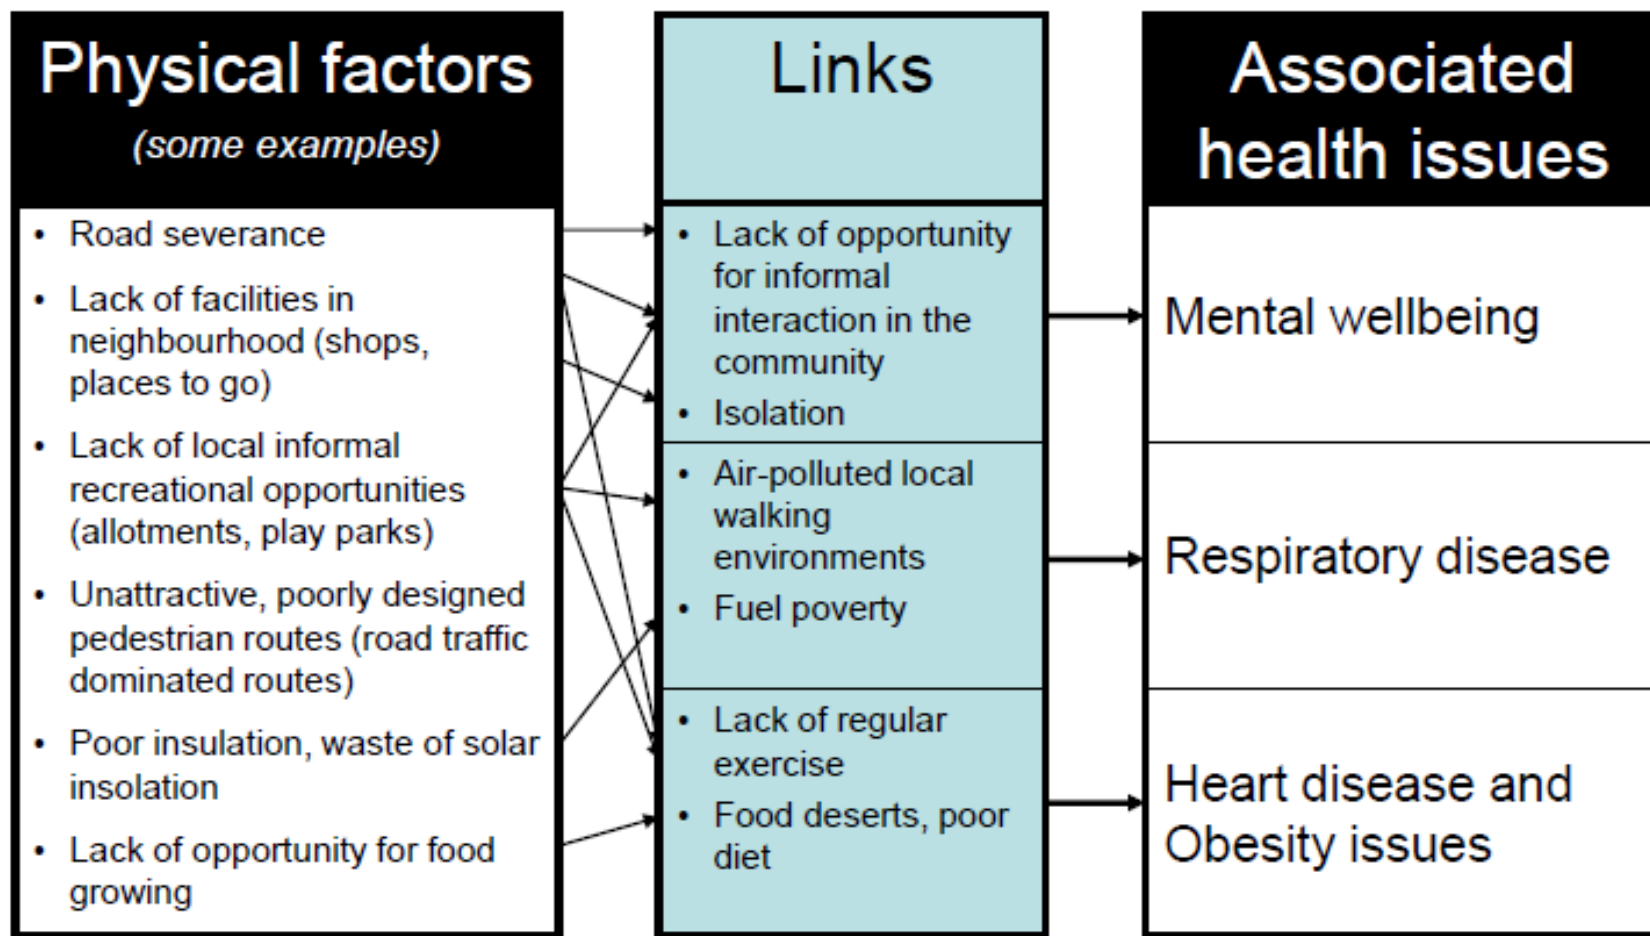 Physical factors
(some examples)
• Road severance
• Lack of facilities in
neighbourhood (shops,
places to go)
• Lack of local informal
recreational opportunities
(allotments, play parks)
• Unattractive, poorly designed
pedestrian routes (road traffic
dominated routes)
• Poor insulation, waste of solar
insolation
• Lack of opportunity for food
growing
Links
• Lack of opportunity
for informal
interaction in the
community
• Isolation
• Air-polluted local
walking
environments
• Fuel poverty
• Lack of regular
exercise
• Food deserts, poor
diet
Associated
health issues
Mental wellbeing
Respiratory disease
Heart disease and
Obesity issues